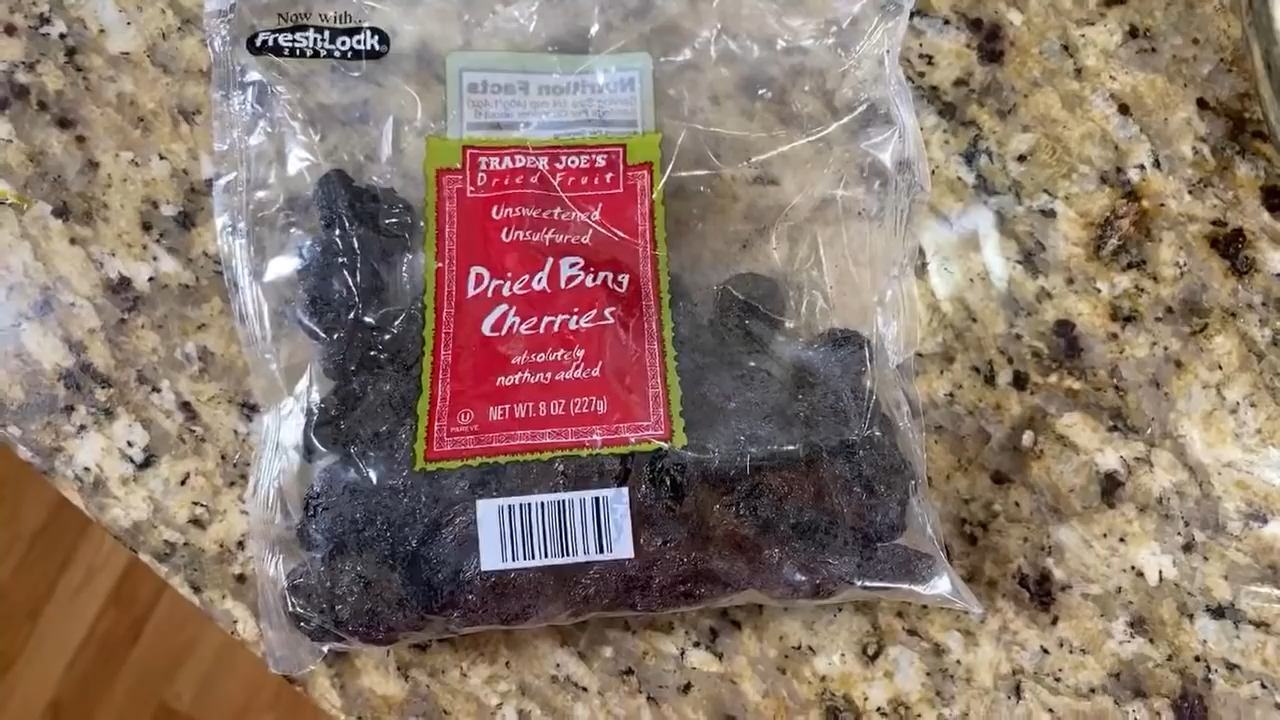 Now with...
FreshLock®
zipper
Nutrition Facts
TRADER JOE'S
Dried Fruit
Unsweetened
Unsulfured
Dried Bing
Cherries
absolutely
nothing added
NET WT. 8 OZ (227g)
U
PAREVE